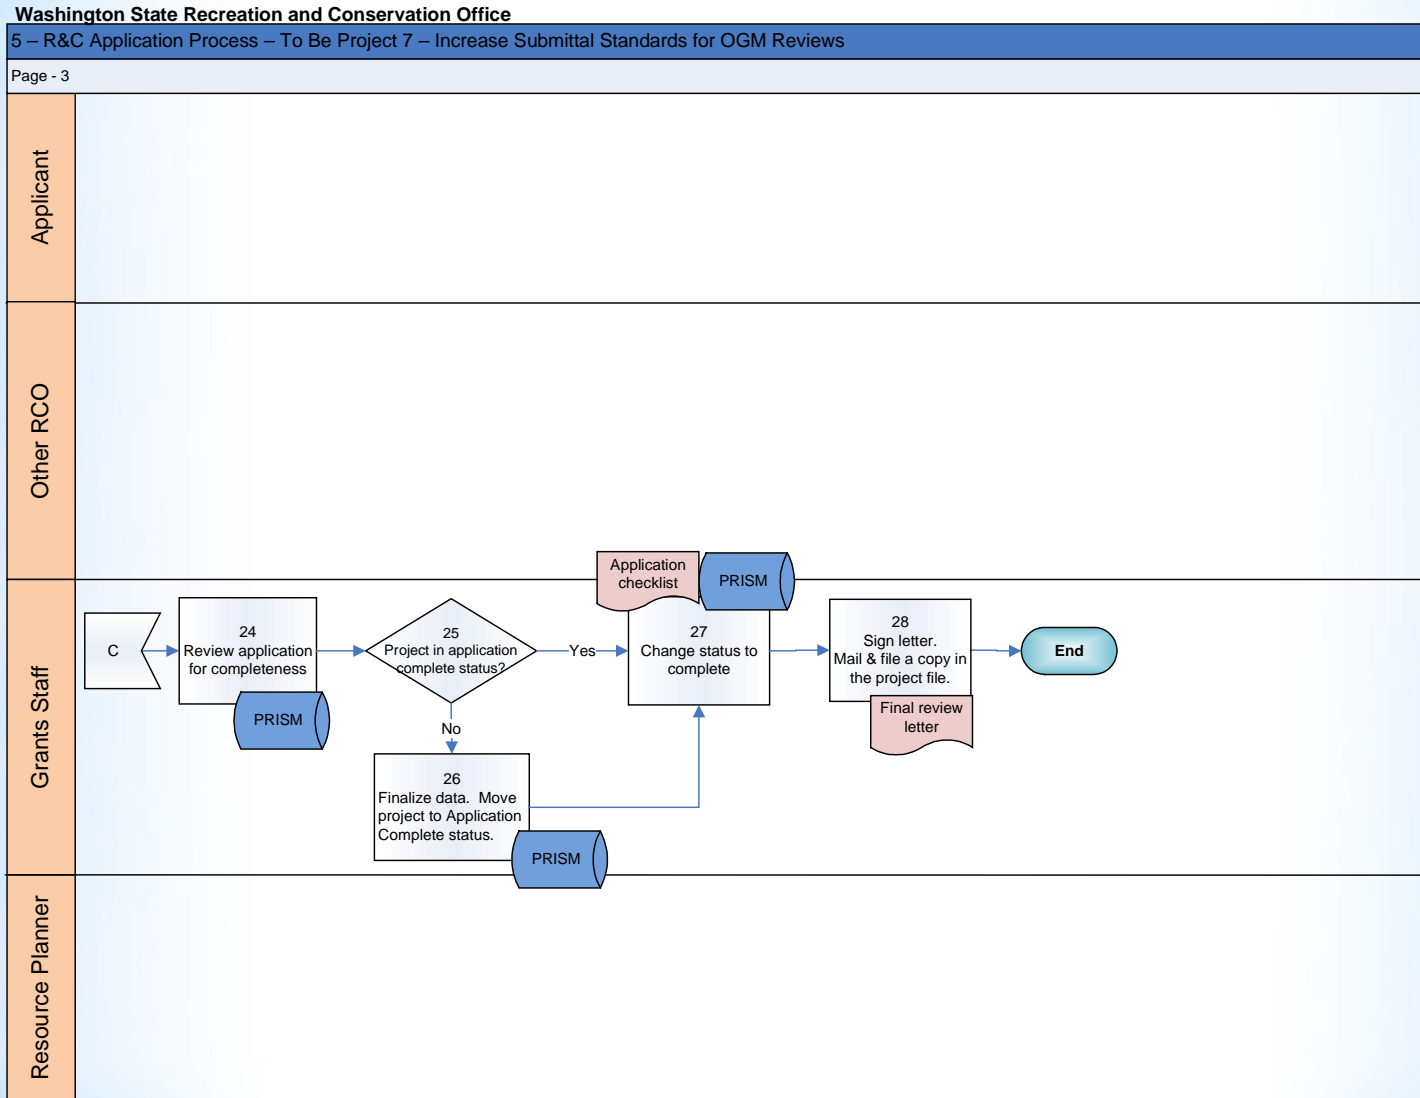 Washington State Recreation and Conservation Office
5 – R&C Application Process – To Be Project 7 – Increase Submittal Standards for OGM Reviews
Page - 3
Applicant
Other RCO
Grants Staff
Resource Planner
C
24
Review application
for completeness
PRISM
25
Project in application
complete status?
Yes
No
26
Finalize data.  Move
project to Application
Complete status.
PRISM
Application
checklist
PRISM
27
Change status to
complete
28
Sign letter.
Mail & file a copy in
the project file.
Final review
letter
End